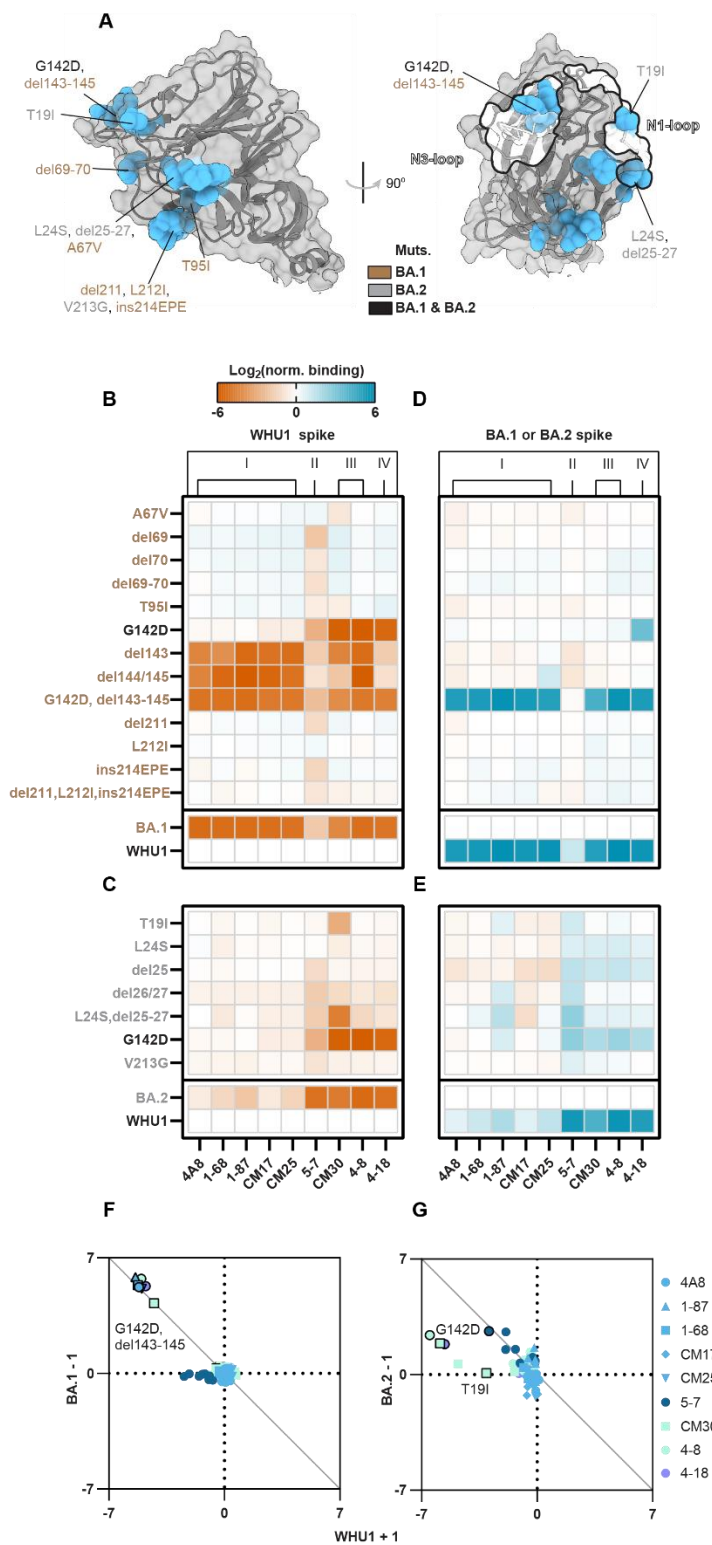 A
G142D,
del143-145
T19I
del69-70
L24S, del25-27,
A67V
T95I
del211, L212I,
V213G, ins214EPE
90º
G142D,
del143-145
T19I
N1-loop
N3-loop
L24S,
del25-27
Muts.
BA.1
BA.2
BA.1 & BA.2
Log2(norm. binding)
-6 0 6
B
D
WHU1 spike
BA.1 or BA.2 spike
I II III IV
I II III IV
A67V
del69
del70
del69-70
T95I
G142D
del143
del144/145
G142D, del143-145
del211
L212I
ins214EPE
del211,L212I,ins214EPE
BA.1
WHU1
C
E
T19I
L24S
del25
del26/27
L24S,del25-27
G142D
V213G
BA.2
WHU1
4A8 1-68 1-87 CM17 CM25 5-7 CM30 4-8 4-18
4A8 1-68 1-87 CM17 CM25 5-7 CM30 4-8 4-18
F
G
7
0
-7
BA.1 - 1
G142D,
del143-145
-7 0 7
WHU1 + 1
7
0
-7
BA.2 - 1
G142D
T19I
-7 0 7
4A8
1-87
1-68
CM17
CM25
5-7
CM30
4-8
4-18